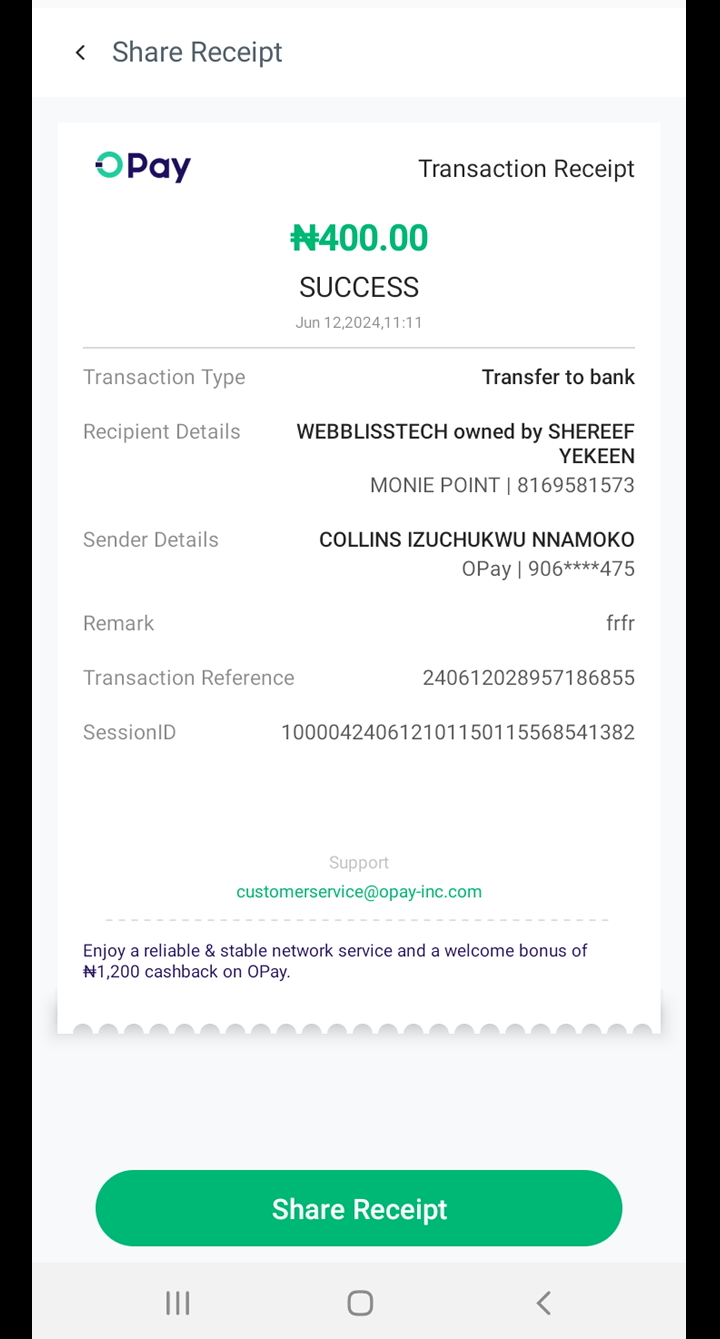 Share Receipt
OPay
Transaction Receipt
₦400.00
SUCCESS
Jun 12,2024,11:11
Transaction Type Transfer to bank
Recipient Details WEBBLISSTECH owned by SHEREEF
YEKEEN
MONIE POINT | 8169581573
Sender Details COLLINS IZUCHUKWU NNAMOKO
OPay | 906****475
Remark frfr
Transaction Reference 240612028957186855
SessionID 100004240612101150115568541382
Support
customerservice@opay-inc.com
Enjoy a reliable & stable network service and a welcome bonus of
₦1,200 cashback on OPay.
Share Receipt